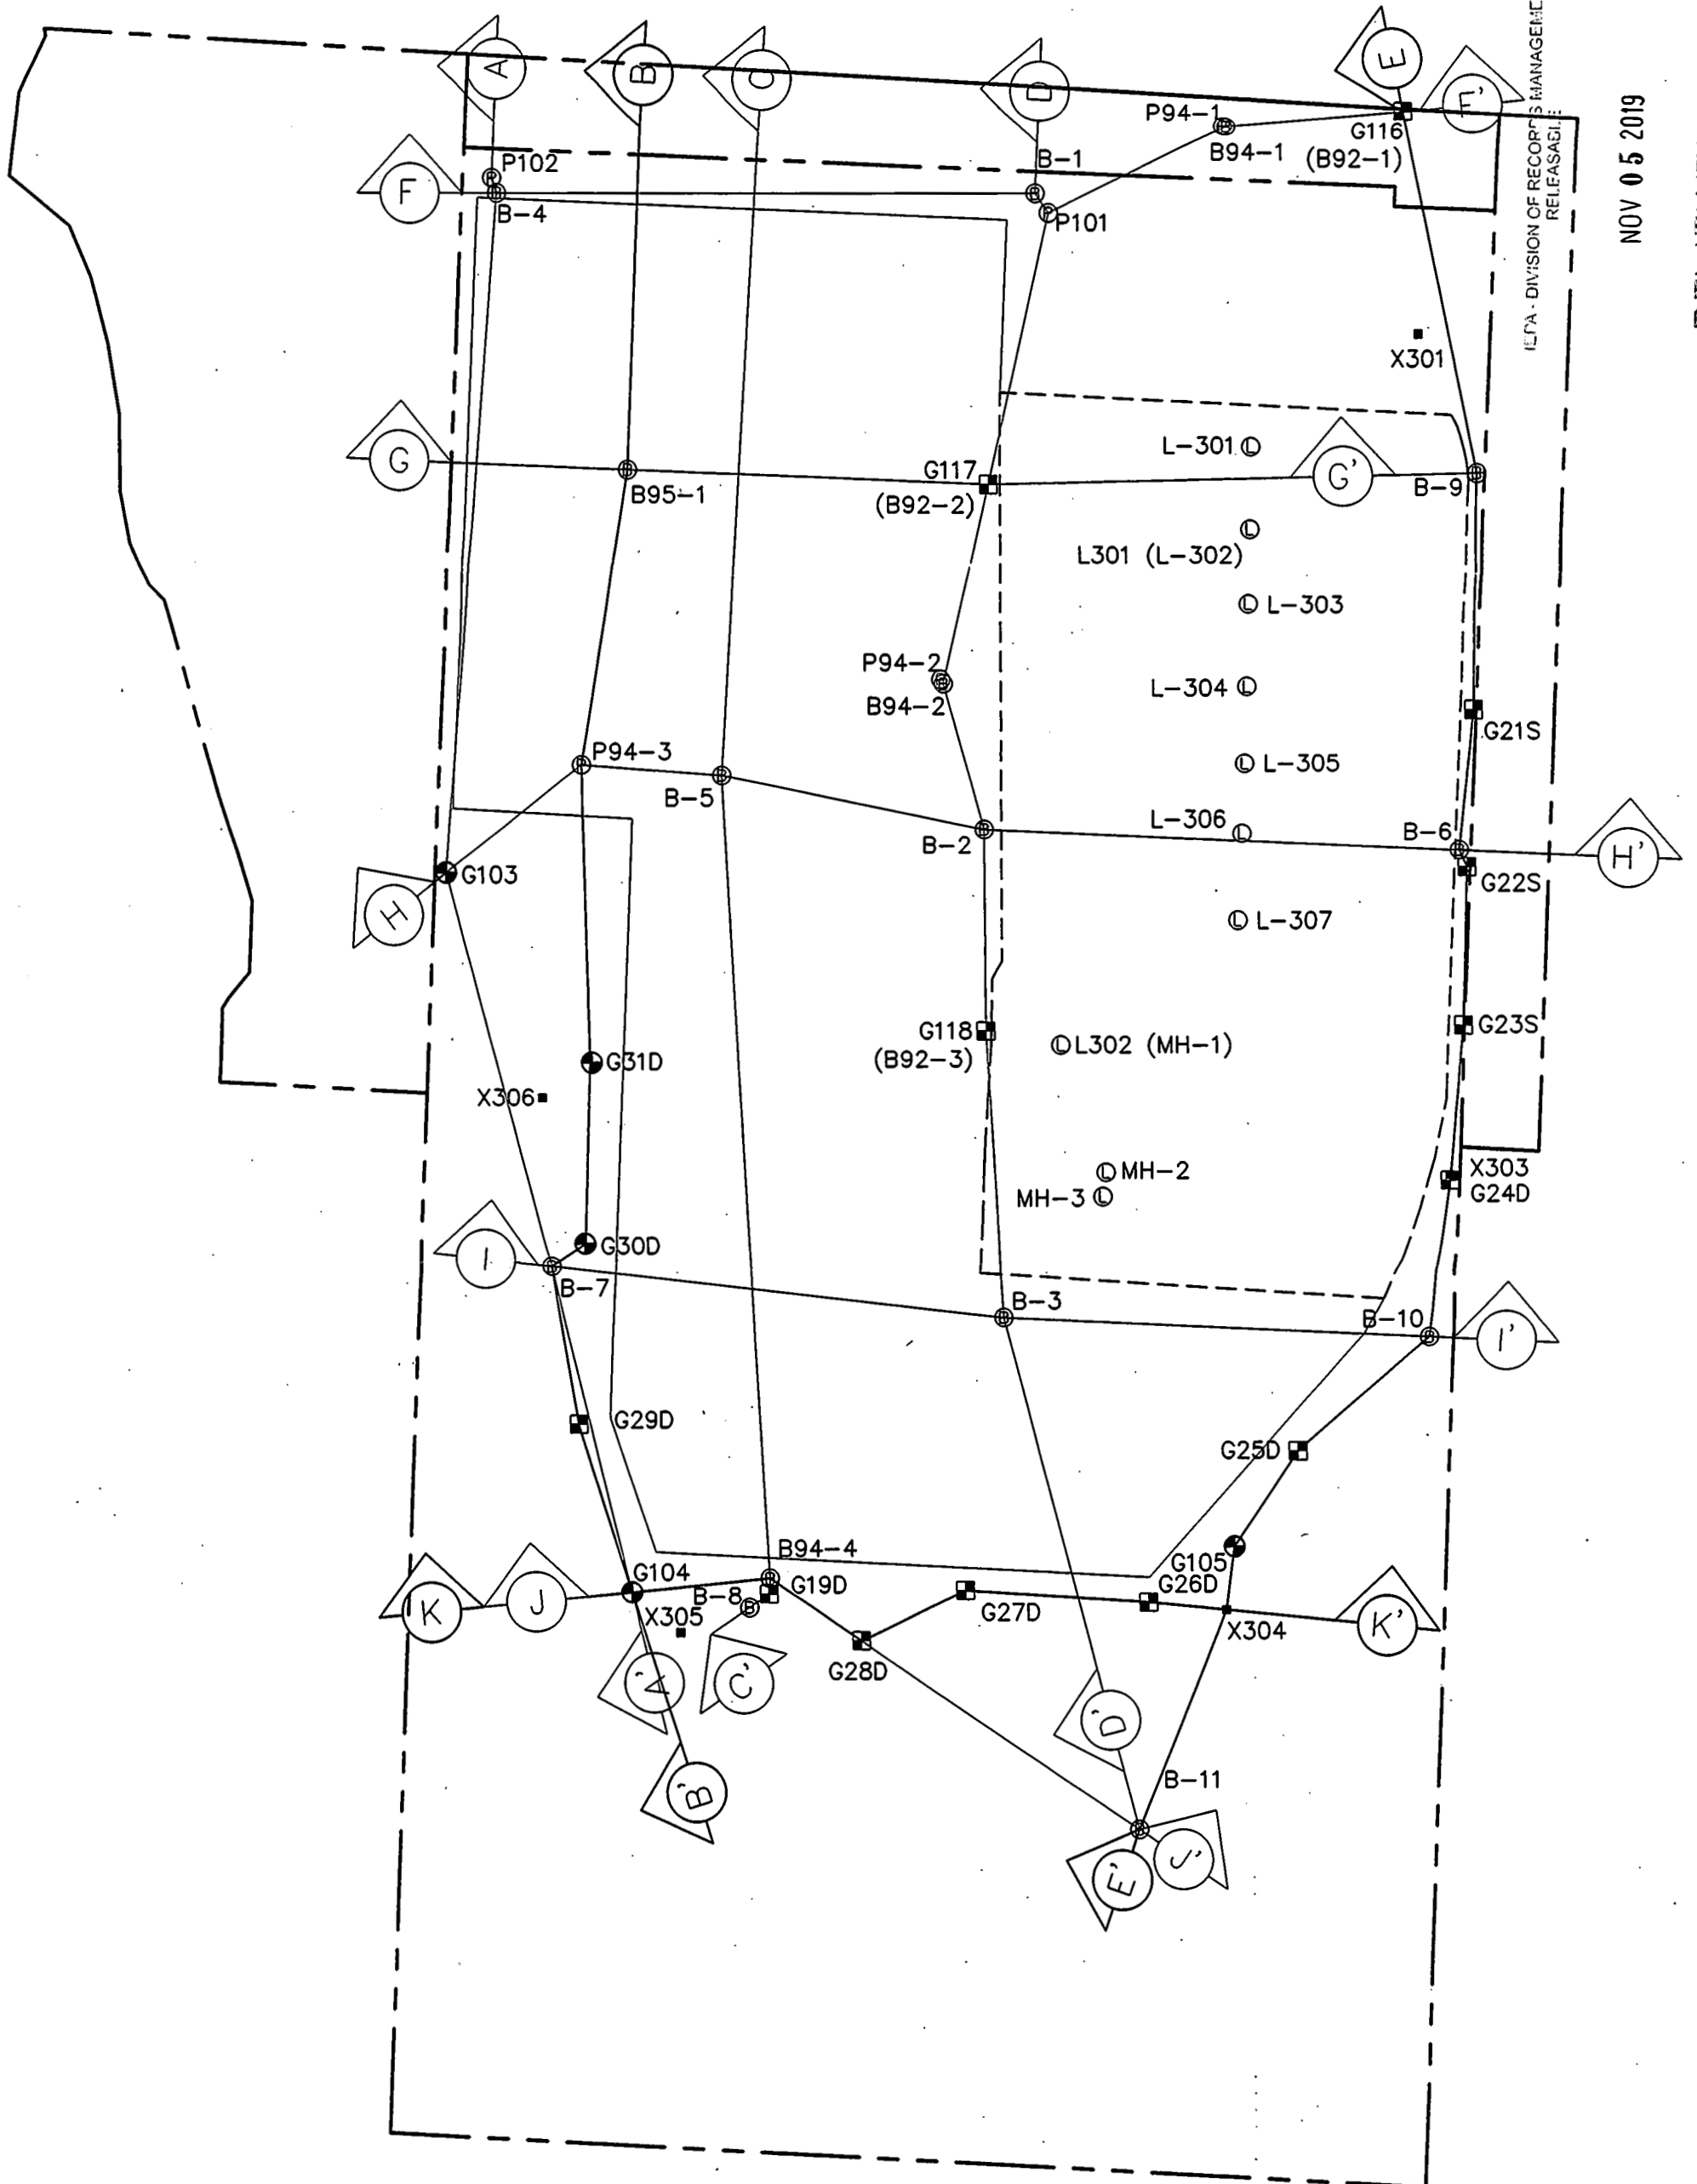 A
B
C
D
E
F'
IEPA - DIVISION OF RECORDS MANAGEME
RELEASABLE
NOV 05 2019
P94-1
G116
B94-1
(B92-1)
B-1
P102
F
B-4
P101
X301
L-301
G
G117
G'
B-9
B95-1
(B92-2)
L301 (L-302)
L-303
P94-2
L-304
B94-2
G21S
P94-3
L-305
B-5
L-306
B-6
B-2
H'
G103
G22S
H
L-307
G118
G23S
(B92-3)
L302 (MH-1)
G31D
X306
MH-2
X303
MH-3
G24D
G30D
I
B-7
B-3
B-10
I'
G29D
G25D
B94-4
G105
G104
B-8
G19D
G26D
K
J
X305
G27D
X304
K'
G28D
A'
C'
D'
B-11
B'
E'
J'